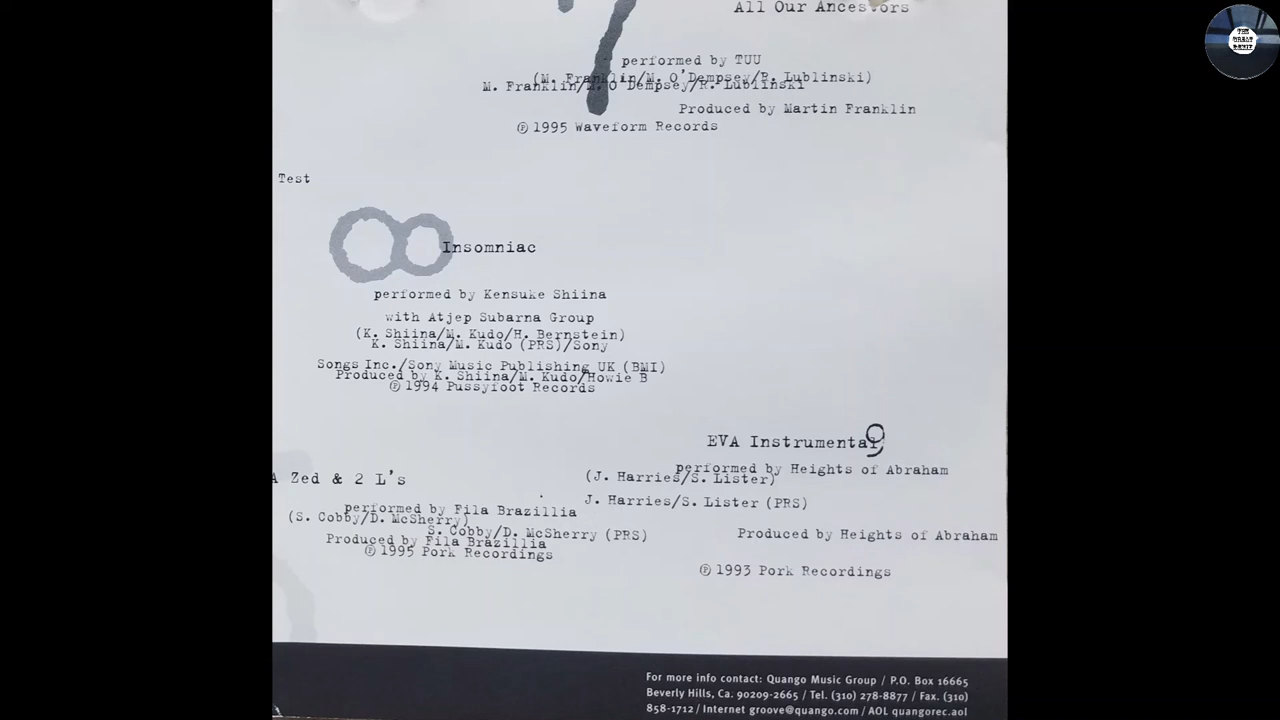 All Our Ancestors
performed by TUU
(M. Franklin/M. O'Dempsey/R. Lublinski)
M. Franklin/M. O'Dempsey/R. Lublinski
Produced by Martin Franklin
℗ 1995 Waveform Records
Test
8
Insomniac
performed by Kensuke Shiina
with Atjep Subarna Group
(K. Shiina/M. Kudo/H. Bernstein)
K. Shiina/M. Kudo (PRS)/Sony
Songs Inc./Sony Music Publishing UK (BMI)
Produced by K. Shiina/M. Kudo/Howie B
℗ 1994 Pussyfoot Records
EVA Instrumental
9
performed by Heights of Abraham
(J. Harries/S. Lister)
J. Harries/S. Lister (PRS)
Produced by Heights of Abraham
℗ 1993 Pork Recordings
A Zed & 2 L's
performed by Fila Brazillia
(S. Cobby/D. McSherry)
S. Cobby/D. McSherry (PRS)
Produced by Fila Brazillia
℗ 1995 Pork Recordings
For more info contact: Quango Music Group / P.O. Box 16665
Beverly Hills, Ca. 90209-2665 / Tel. (310) 278-8877 / Fax. (310)
858-1712 / Internet groove@quango.com / AOL quangorec.aol
THE
GREAT